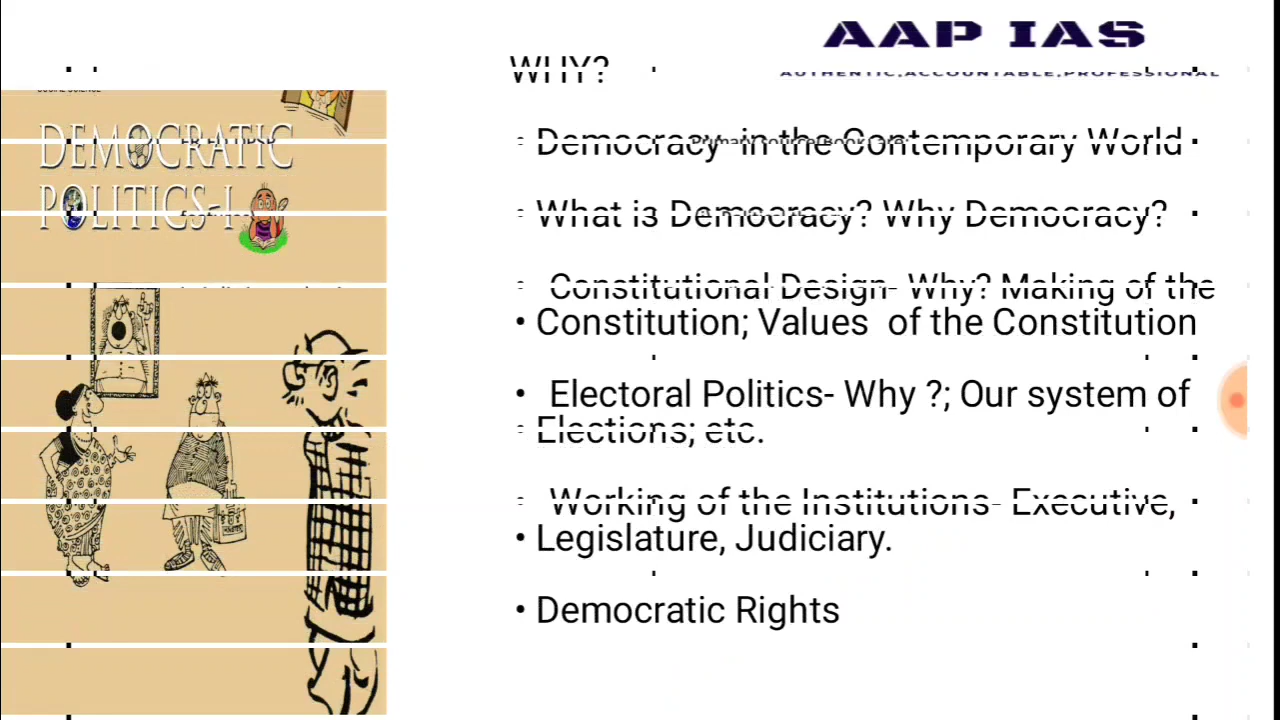 AAP IAS
AUTHENTIC,ACCOUNTABLE,PROFESSIONAL
WHY?
SOCIAL SCIENCE
DEMOCRATIC
POLITICS-I
• Democracy in the Contemporary World
• What is Democracy? Why Democracy?
• Constitutional Design- Why? Making of the
• Constitution; Values of the Constitution
• Electoral Politics- Why ?; Our system of
• Elections; etc.
• Working of the Institutions- Executive,
• Legislature, Judiciary.
• Democratic Rights